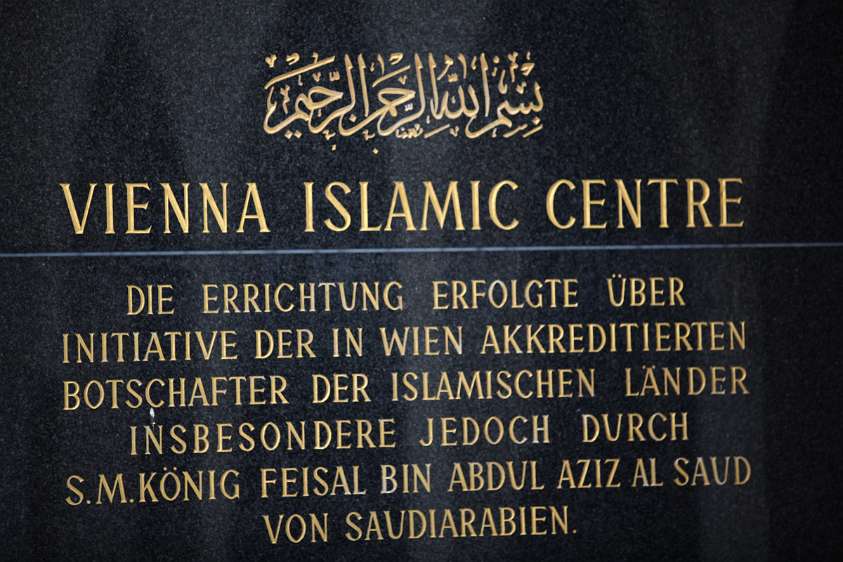 بسم الله الرحمن الرحيم
VIENNA ISLAMIC CENTRE
DIE ERRICHTUNG ERFOLGTE ÜBER
INITIATIVE DER IN WIEN AKKREDITIERTEN
BOTSCHAFTER DER ISLAMISCHEN LÄNDER
INSBESONDERE JEDOCH DURCH
S.M.KÖNIG FEISAL BIN ABDUL AZIZ AL SAUD
VON SAUDIARABIEN.